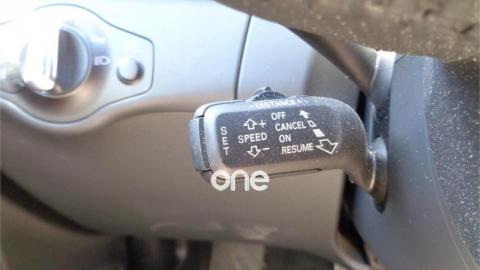 - DISTANCE +
OFF
SET
+ CANCEL
SPEED ON
- RESUME
one